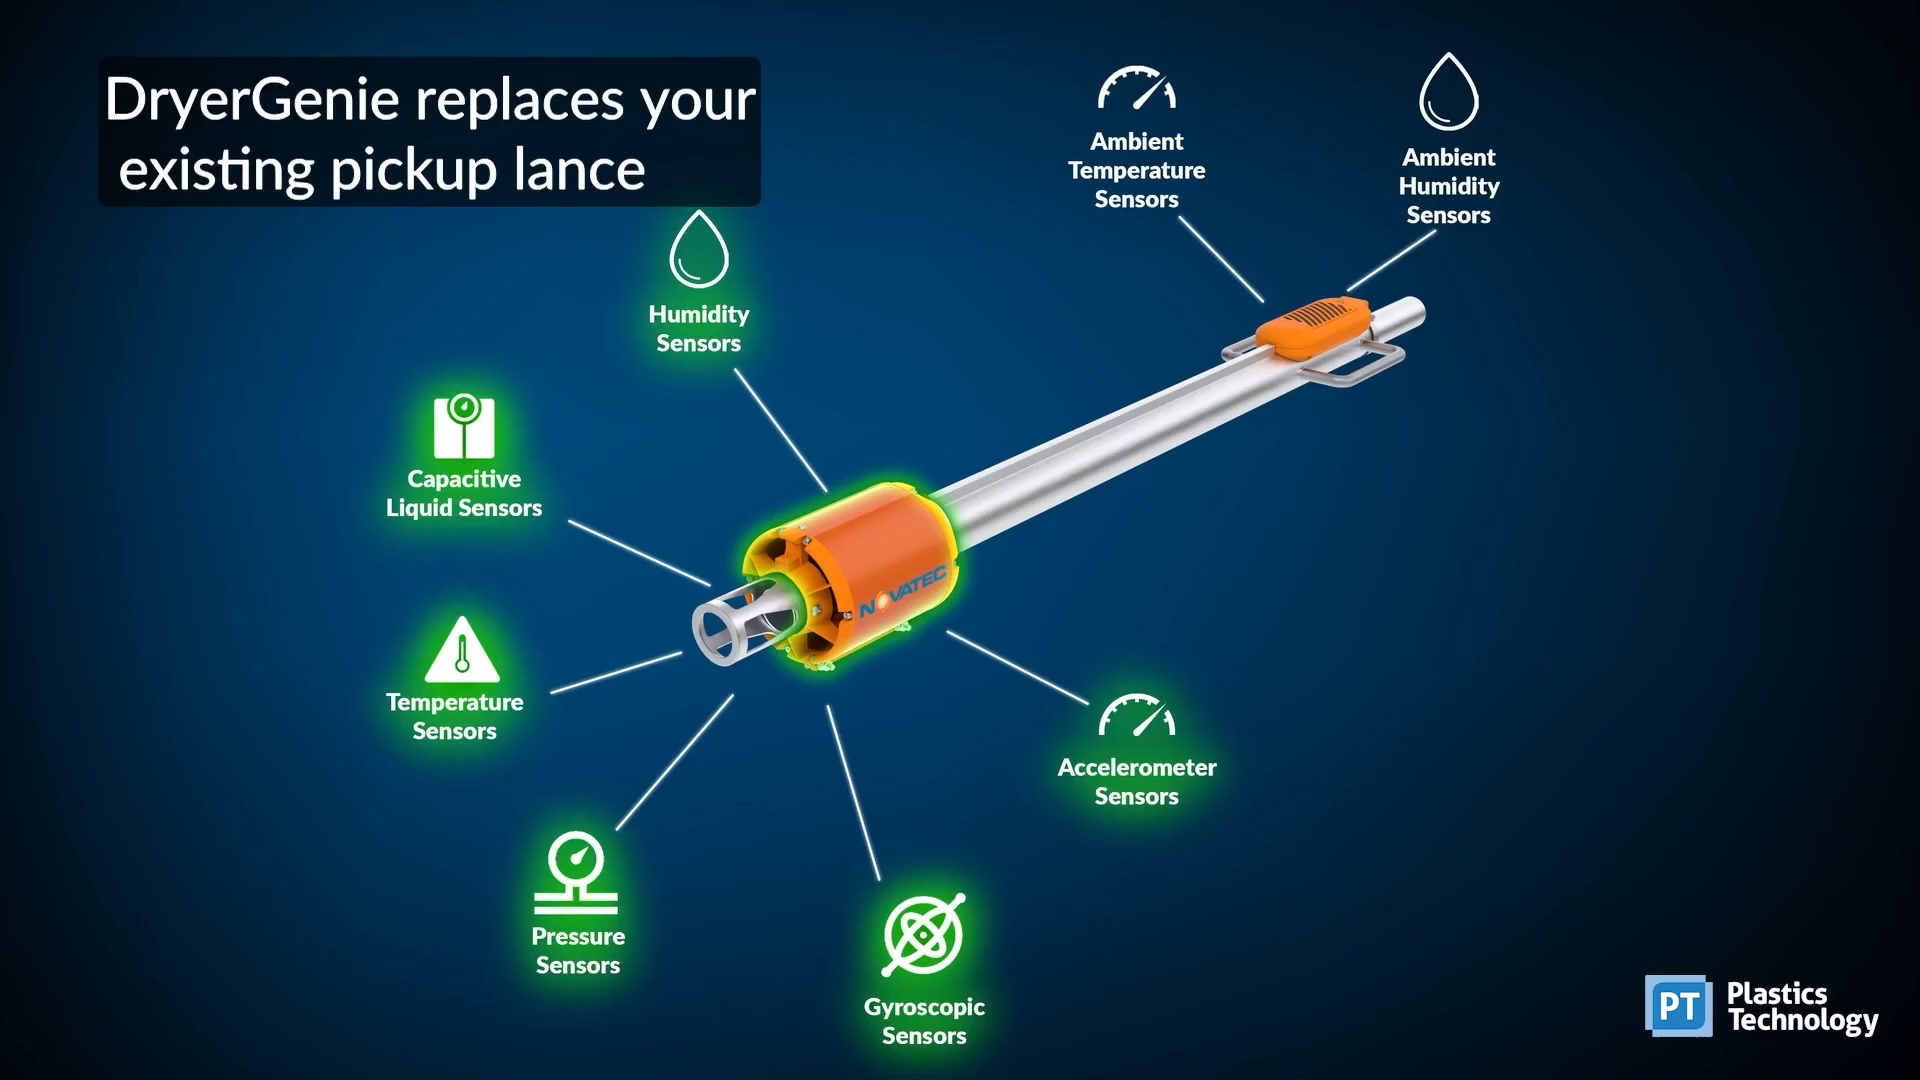 DryerGenie replaces your
existing pickup lance
Ambient
Temperature
Sensors
Ambient
Humidity
Sensors
Humidity
Sensors
Capacitive
Liquid Sensors
NOVATEC
Temperature
Sensors
Accelerometer
Sensors
Pressure
Sensors
Gyroscopic
Sensors
PT
Plastics
Technology